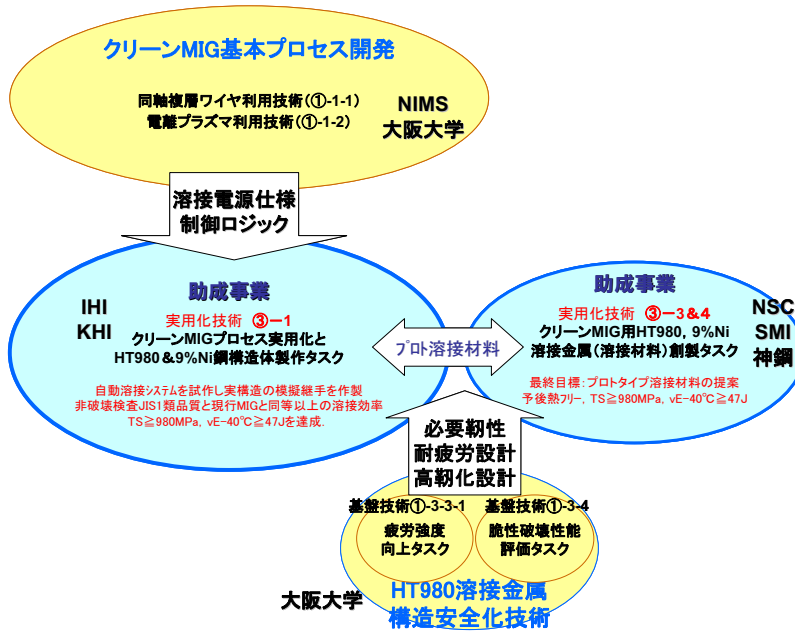 クリーンMIG基本プロセス開発
同軸複層ワイヤ利用技術(①-1-1)
電離プラズマ利用技術(①-1-2)
NIMS
大阪大学
溶接電源仕様
制御ロジック
IHI
KHI
助成事業
実用化技術 ③ー1
クリーンMIGプロセス実用化と
HT980&9%Ni鋼構造体製作タスク
自動溶接システムを試作し実構造の模擬継手を作製
非破壊検査JIS1類品質と現行MIGと同等以上の溶接効率
TS≧980MPa, vE-40℃≧47Jを達成.
プロト溶接材料
助成事業
実用化技術 ③ー3&4
クリーンMIG用HT980, 9%Ni
溶接金属(溶接材料)創製タスク
最終目標:プロトタイプ溶接材料の提案
予後熱フリー, TS≧980MPa, vE-40℃≧47J
NSC
SMI
神鋼
必要靭性
耐疲労設計
高靭化設計
基盤技術①-3-3-1
疲労強度
向上タスク
基盤技術①-3-4
脆性破壊性能
評価タスク
大阪大学
HT980溶接金属
構造安全化技術